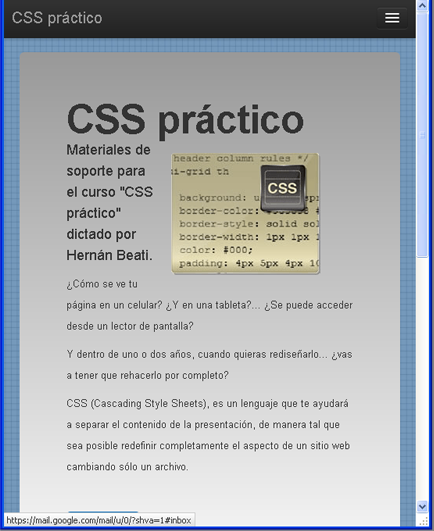 CSS práctico
CSS práctico
Materiales de
soporte para
el curso "CSS
práctico"
dictado por
Hernán Beati.
header column rules */
ui-grid th
CSS
background:
border-color:
border-style: solid
border-width: 1px 1px
color: #000;
padding: 4px 5px 4px
¿Cómo se ve tu
página en un celular? ¿Y en una tableta?... ¿Se puede acceder
desde un lector de pantalla?
Y dentro de uno o dos años, cuando quieras rediseñarlo... ¿vas
a tener que rehacerlo por completo?
CSS (Cascading Style Sheets), es un lenguaje que te ayudará
a separar el contenido de la presentación, de manera tal que
sea posible redefinir completamente el aspecto de un sitio web
cambiando sólo un archivo.
https://mail.google.com/mail/u/0/?shva=1#inbox